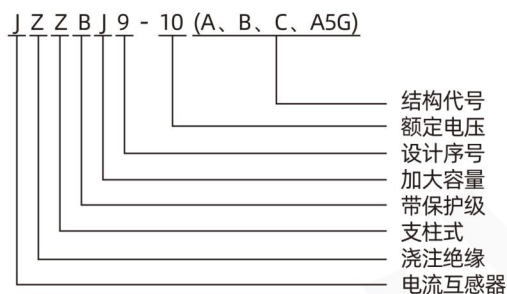 JZZBJ9-10(A、B、C、A5G)
结构代号
额定电压
设计序号
加大容量
带保护级
支柱式
浇注绝缘
电流互感器